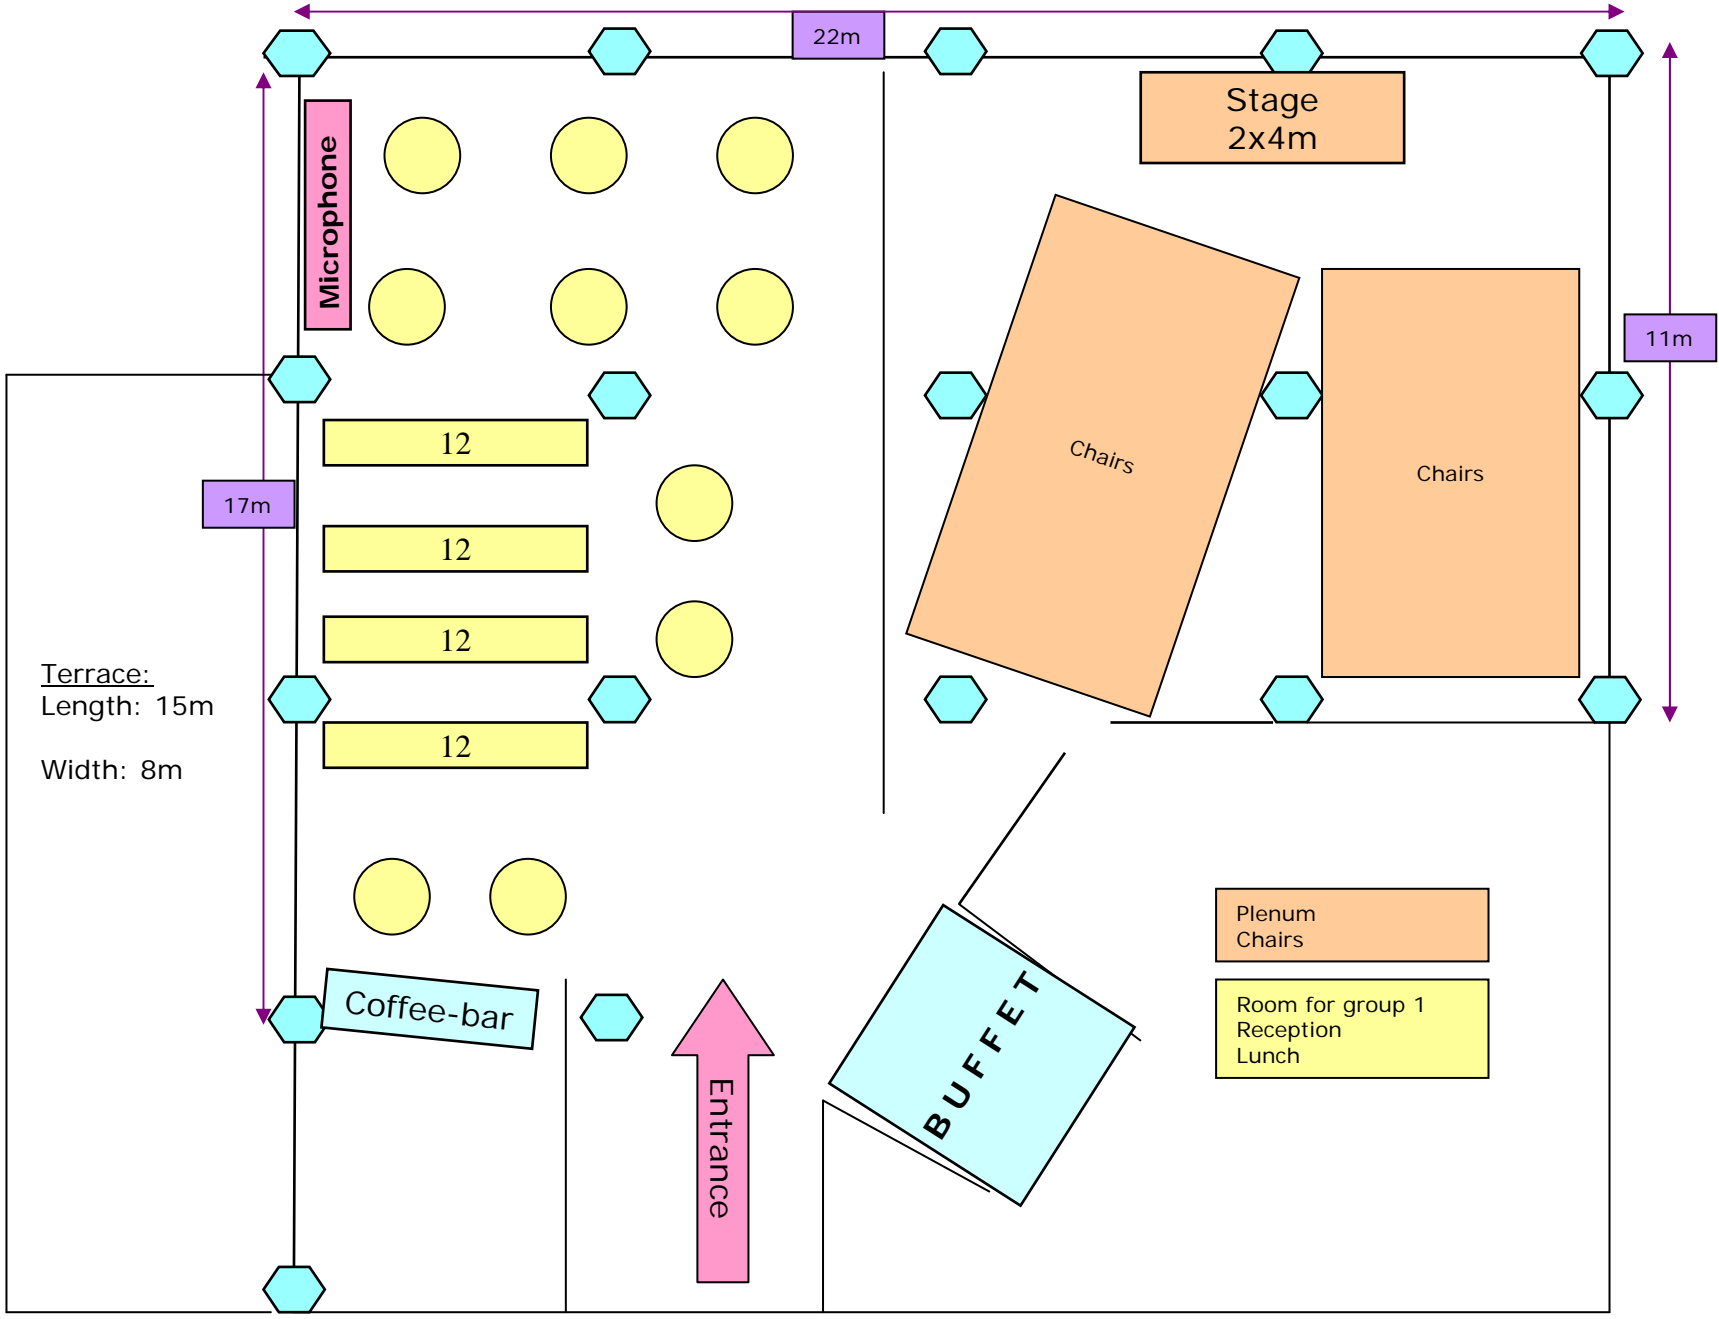 22m
Stage
2x4m
Microphone
11m
12
Chairs
Chairs
17m
12
12
Terrace:
Length: 15m
Width: 8m
12
Plenum
Chairs
Coffee-bar
BUFFET
Room for group 1
Reception
Lunch
Entrance